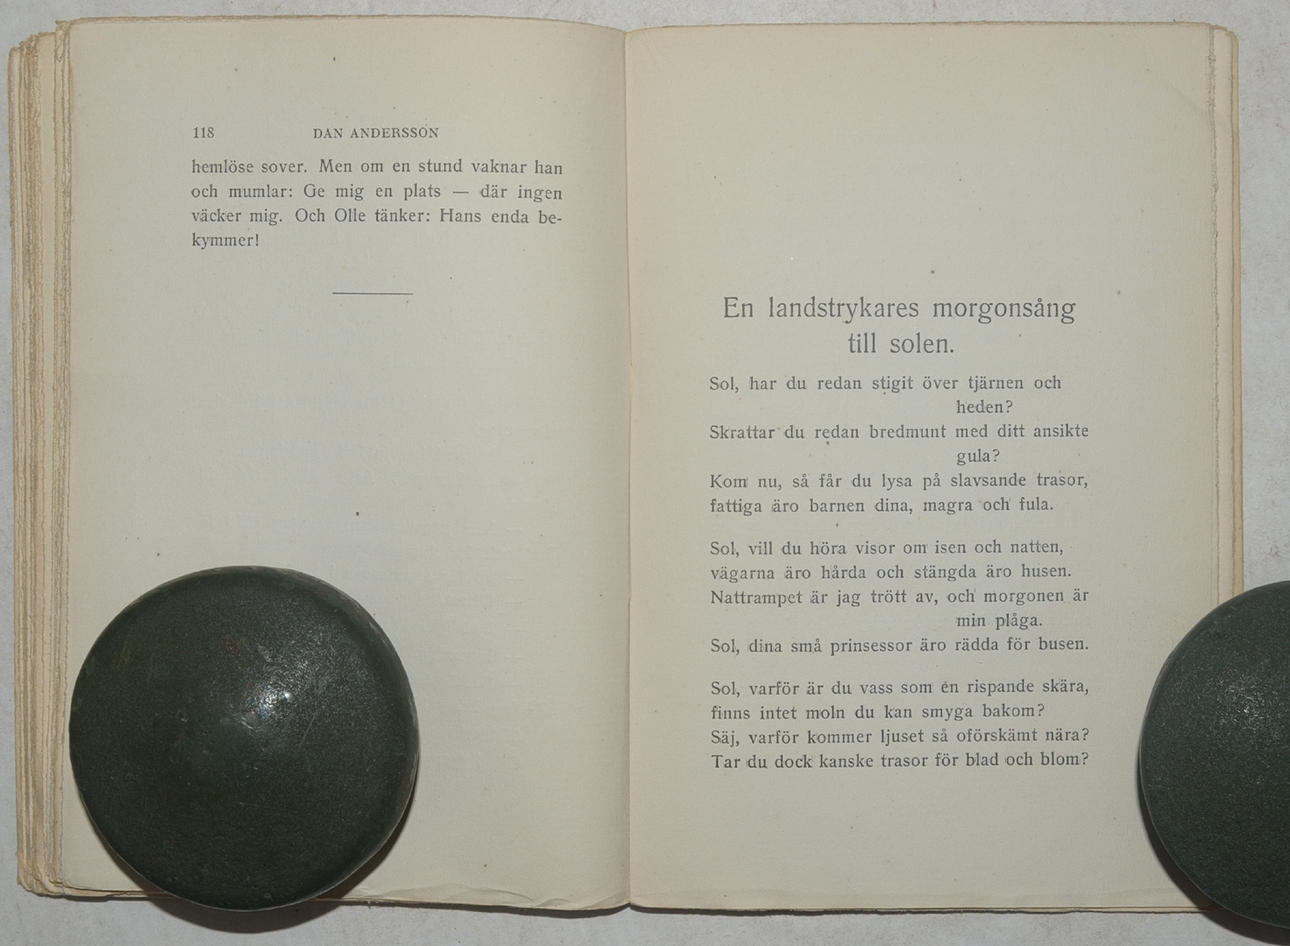 118 DAN ANDERSSON
hemlöse sover. Men om en stund vaknar han
och mumlar: Ge mig en plats — där ingen
väcker mig. Och Olle tänker: Hans enda be-
kymmer!
En landstrykares morgonsång
till solen.
Sol, har du redan stigit över tjärnen och
heden?
Skrattar du redan bredmunt med ditt ansikte
gula?
Kom nu, så får du lysa på slavsande trasor,
fattiga äro barnen dina, magra och fula.
Sol, vill du höra visor om isen och natten,
vägarna äro hårda och stängda äro husen.
Nattrampet är jag trött av, och morgonen är
min plåga.
Sol, dina små prinsessor äro rädda för busen.
Sol, varför är du vass som en rispande skära,
finns intet moln du kan smyga bakom?
Säj, varför kommer ljuset så oförskämt nära?
Tar du dock kanske trasor för blad och blom?